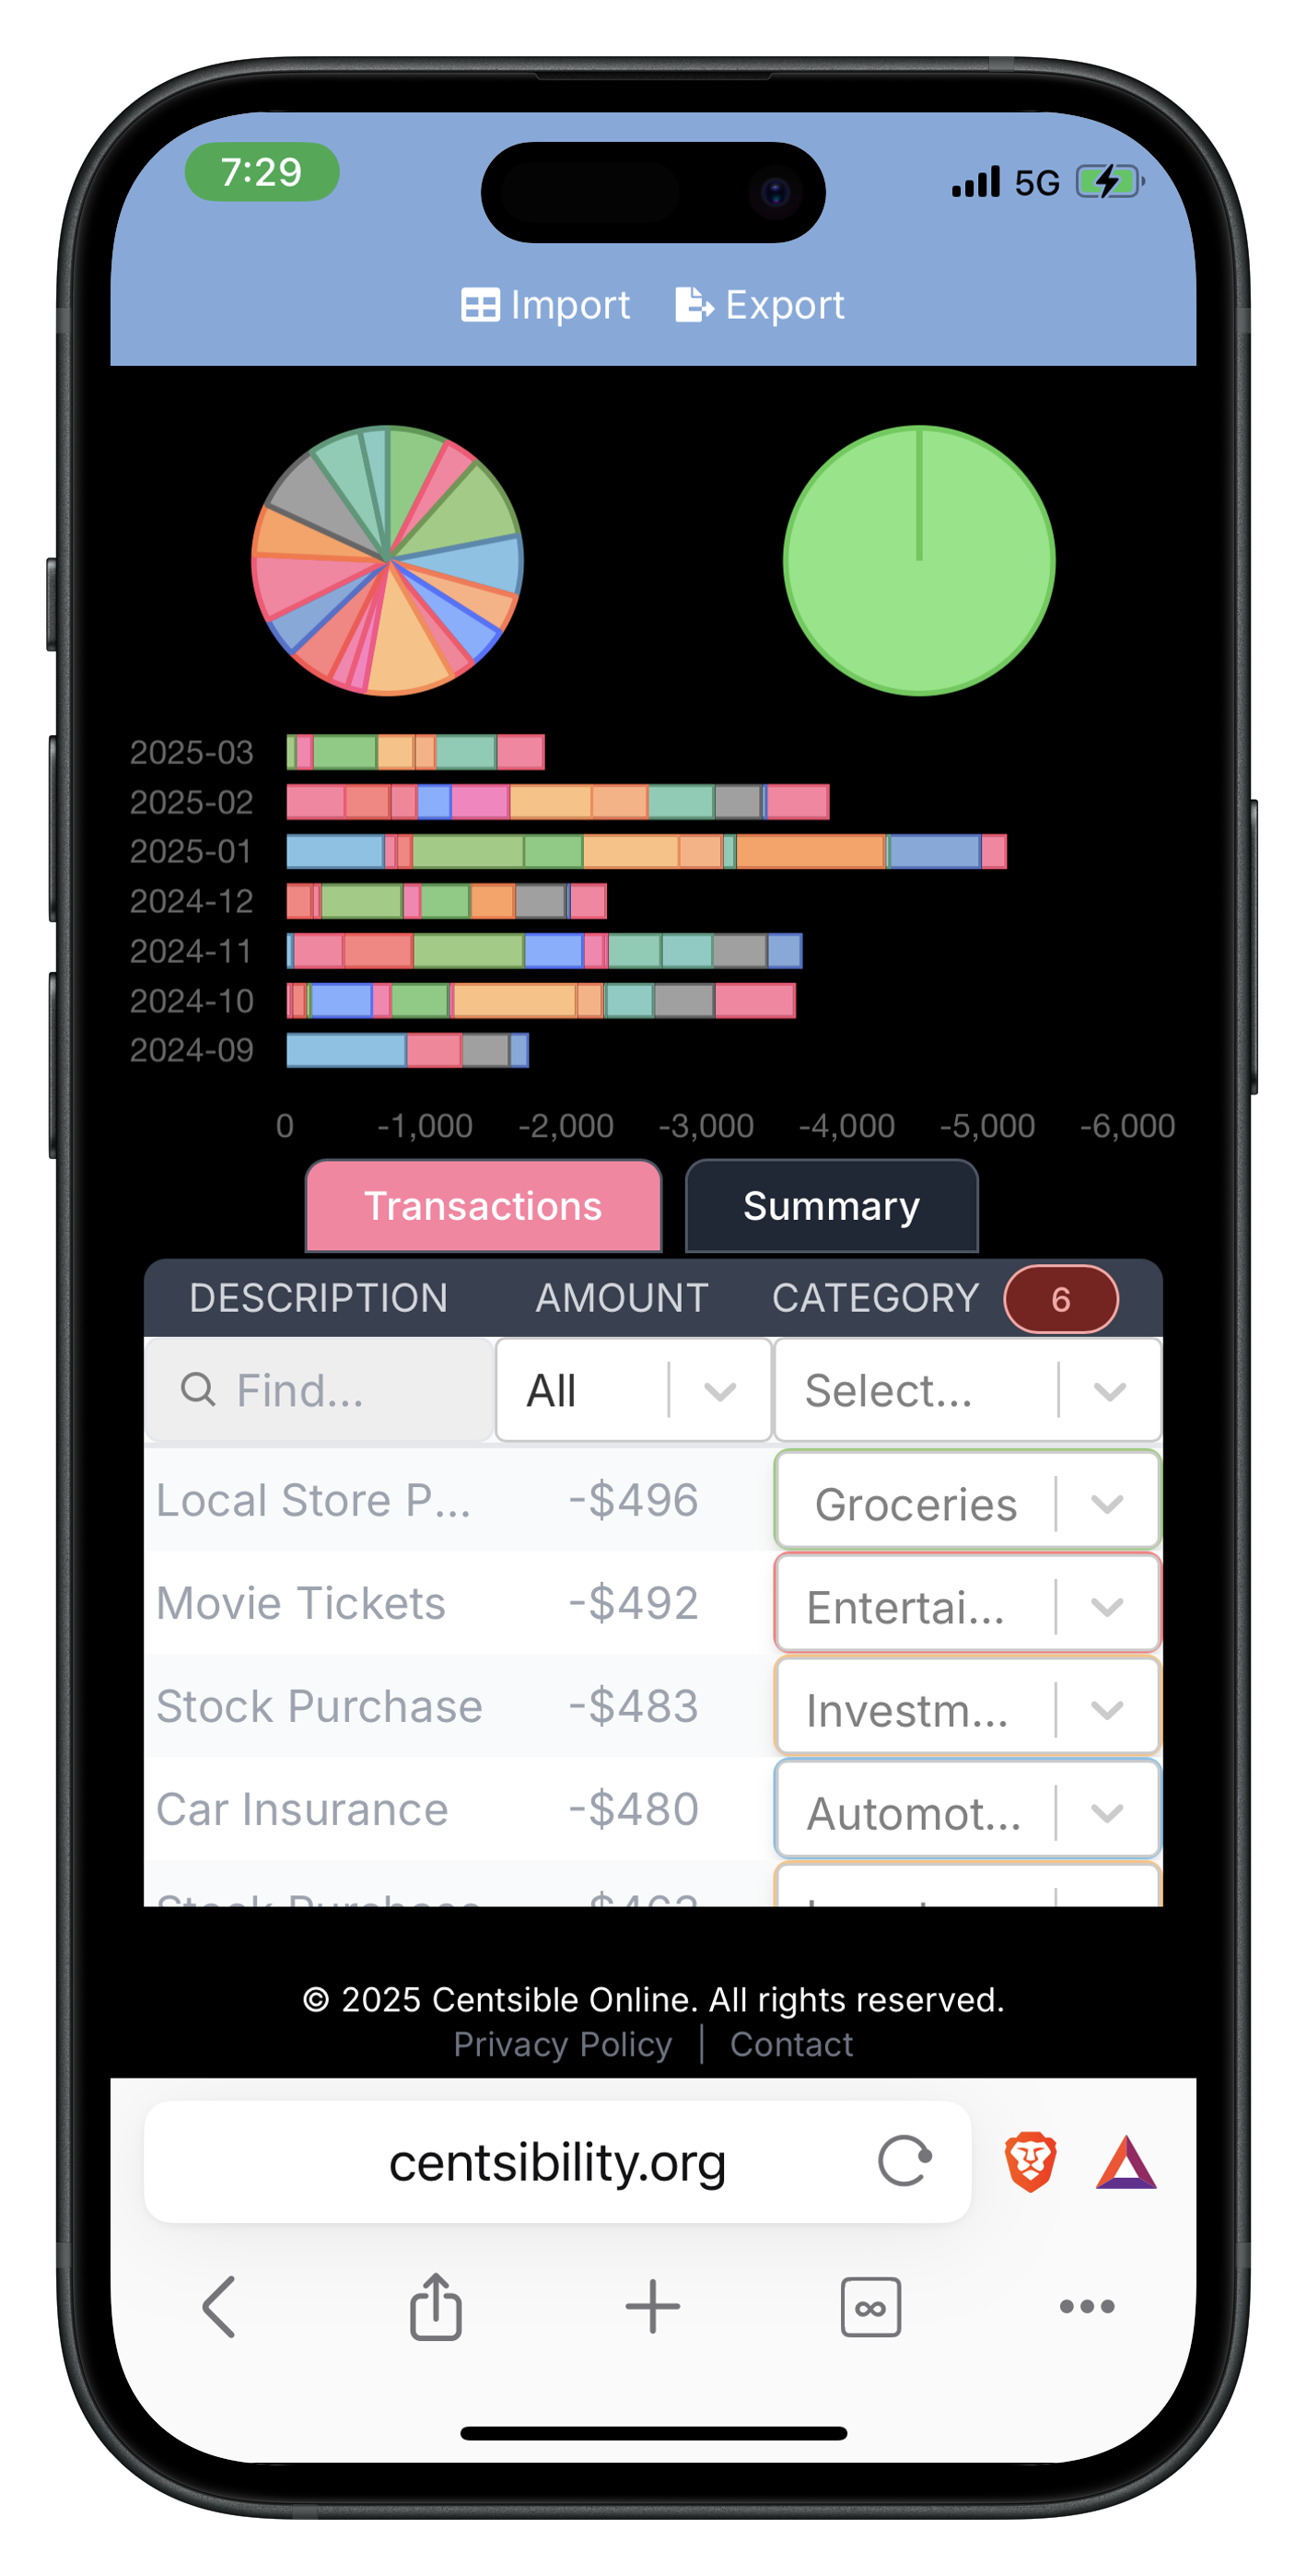 7:29 5G
Import Export
2025-03
2025-02
2025-01
2024-12
2024-11
2024-10
2024-09
0 -1,000 -2,000 -3,000 -4,000 -5,000 -6,000
Transactions Summary
DESCRIPTION AMOUNT CATEGORY 6
Find... All Select...
Local Store P... -$496 Groceries
Movie Tickets -$492 Entertai...
Stock Purchase -$483 Investm...
Car Insurance -$480 Automot...
Stock Purchase
© 2025 Centsible Online. All rights reserved.
Privacy Policy | Contact
centsibility.org